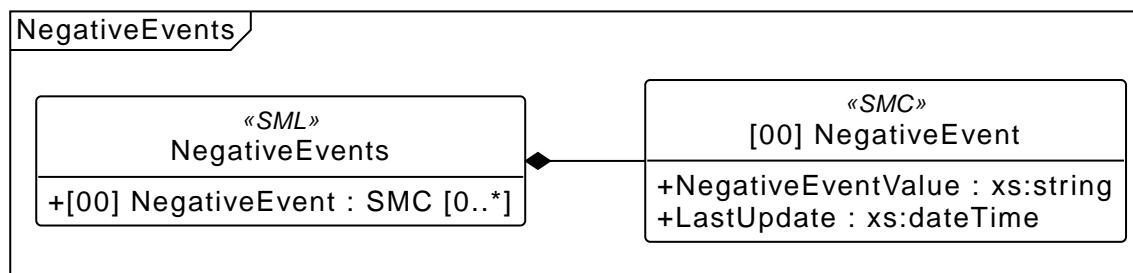 NegativeEvents
«SML»
NegativeEvents
+[00] NegativeEvent : SMC [0..*]
«SMC»
[00] NegativeEvent
+NegativeEventValue : xs:string
+LastUpdate : xs:dateTime